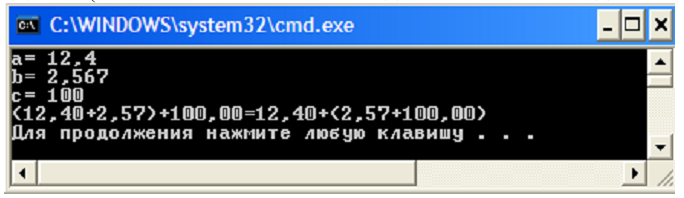 C:\WINDOWS\system32\cmd.exe
a= 12,4
b= 2,567
c= 100
(12,40+2,57)+100,00=12,40+(2,57+100,00)
Для продолжения нажмите любую клавишу . . .